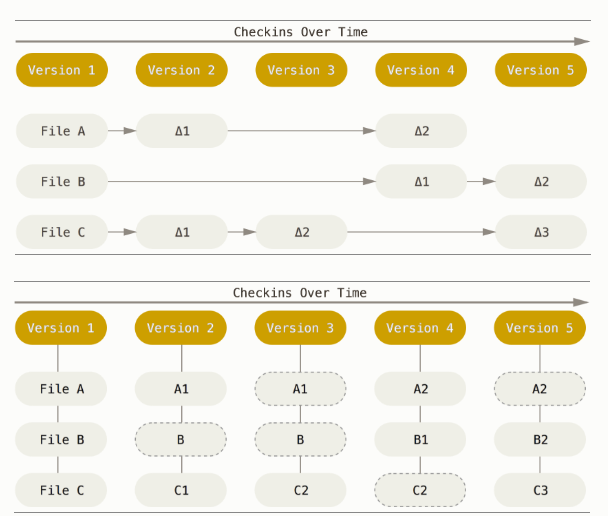 Checkins Over Time
Version 1 Version 2 Version 3 Version 4 Version 5
File A Δ1 Δ2
File B Δ1 Δ2
File C Δ1 Δ2 Δ3
Checkins Over Time
Version 1 Version 2 Version 3 Version 4 Version 5
File A A1 A1 A2 A2
File B B B B1 B2
File C C1 C2 C2 C3